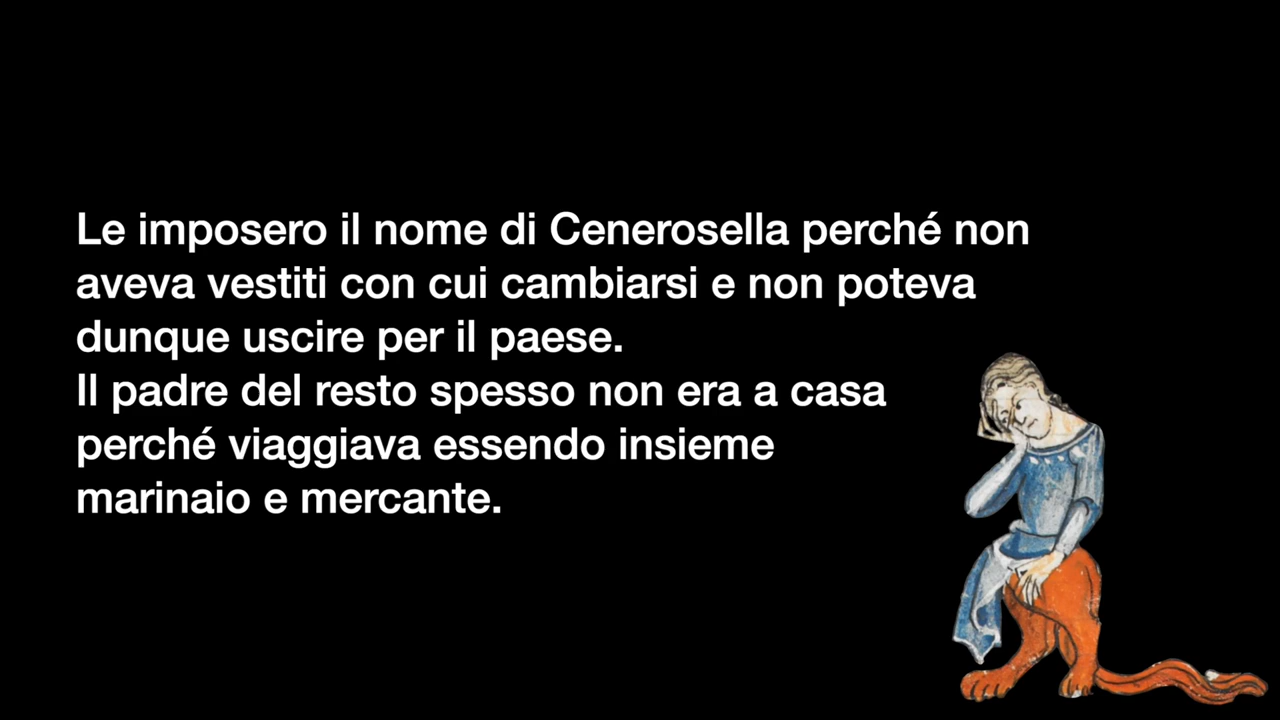 Le imposero il nome di Cenerosella perché non
aveva vestiti con cui cambiarsi e non poteva
dunque uscire per il paese.
Il padre del resto spesso non era a casa
perché viaggiava essendo insieme
marinaio e mercante.